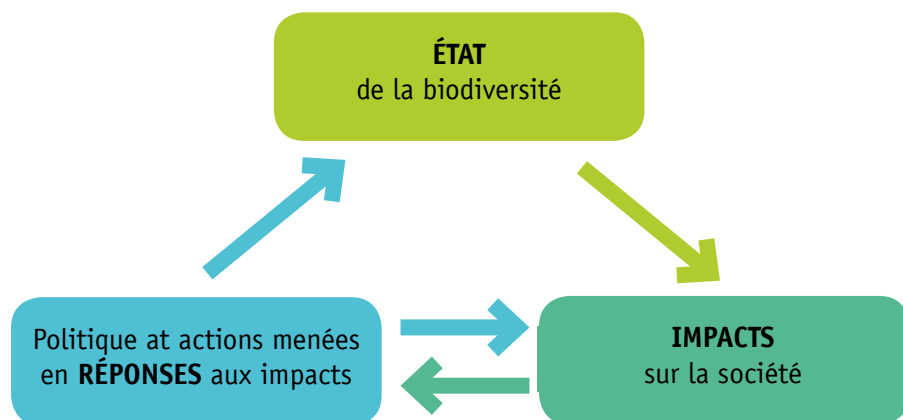 ÉTAT
de la biodiversité
Politique at actions menées
en RÉPONSES aux impacts
IMPACTS
sur la société